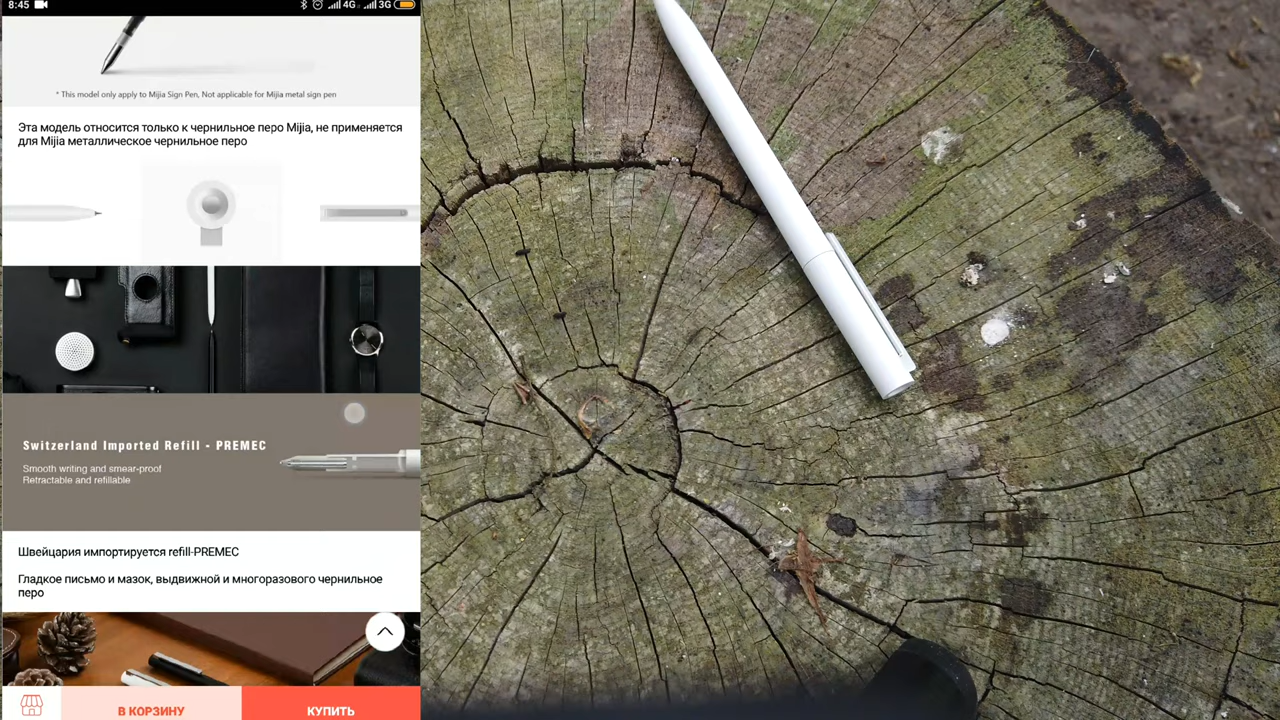 8:45
4G
3G
* This model only apply to Mijia Sign Pen, Not applicable for Mijia metal sign pen
Эта модель относится только к чернильное перо Mijia, не применяется
для Mijia металлическое чернильное перо
Switzerland Imported Refill - PREMEC
Smooth writing and smear-proof
Retractable and refillable
Швейцария импортируется refill-PREMEC
Гладкое письмо и мазок, выдвижной и многоразового чернильное
перо
В КОРЗИНУ
КУПИТЬ